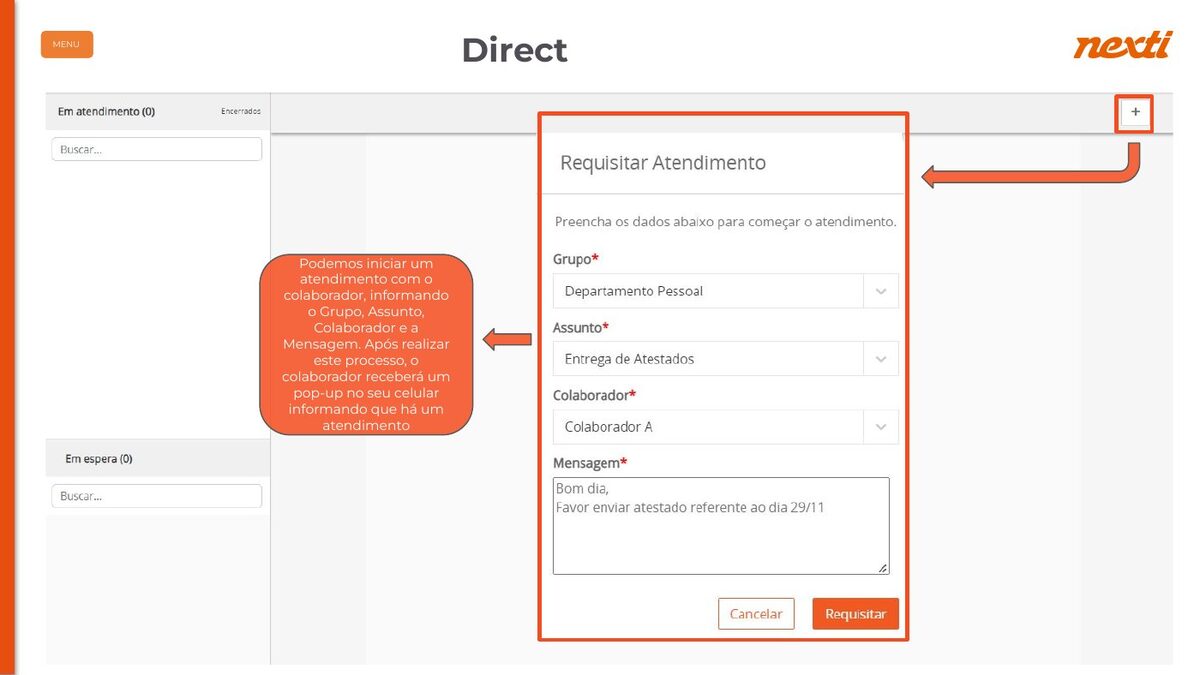 MENU
Direct
nexti
Em atendimento (0)
Encerrados
+
Buscar...
Requisitar Atendimento
Preencha os dados abaixo para começar o atendimento.
Grupo*
Departamento Pessoal
Assunto*
Entrega de Atestados
Colaborador*
Colaborador A
Mensagem*
Bom dia,
Favor enviar atestado referente ao dia 29/11
Cancelar
Requisitar
Podemos iniciar um
atendimento com o
colaborador, informando
o Grupo, Assunto,
Colaborador e a
Mensagem. Após realizar
este processo, o
colaborador receberá um
pop-up no seu celular
informando que há um
atendimento
Em espera (0)
Buscar...